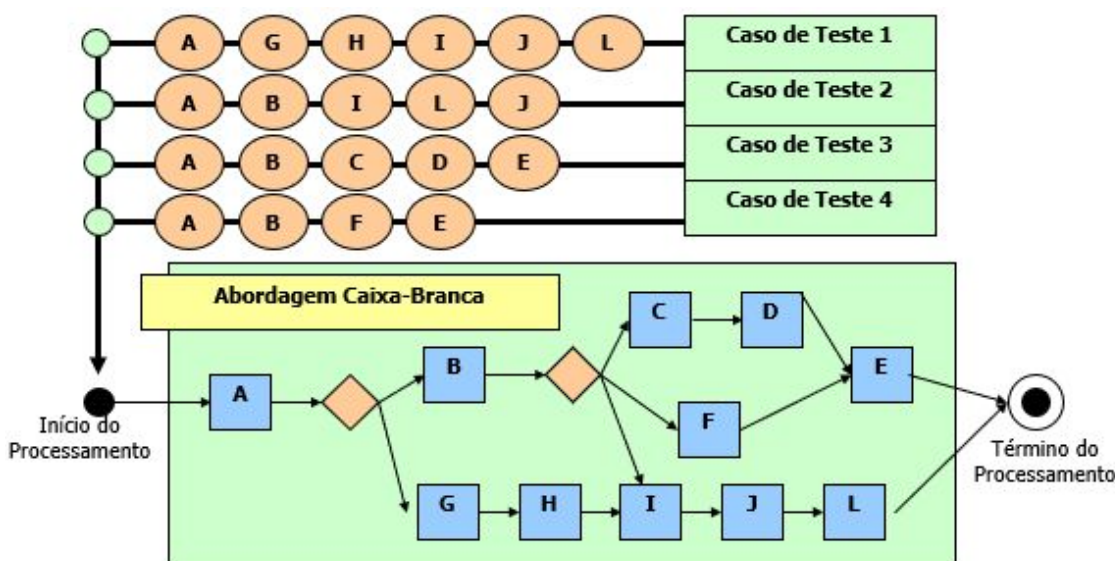 A G H I J L Caso de Teste 1
A B I L J Caso de Teste 2
A B C D E Caso de Teste 3
A B F E Caso de Teste 4
Abordagem Caixa-Branca
C D
A B E
F
Início do
Processamento
Término do
Processamento
G H I J L